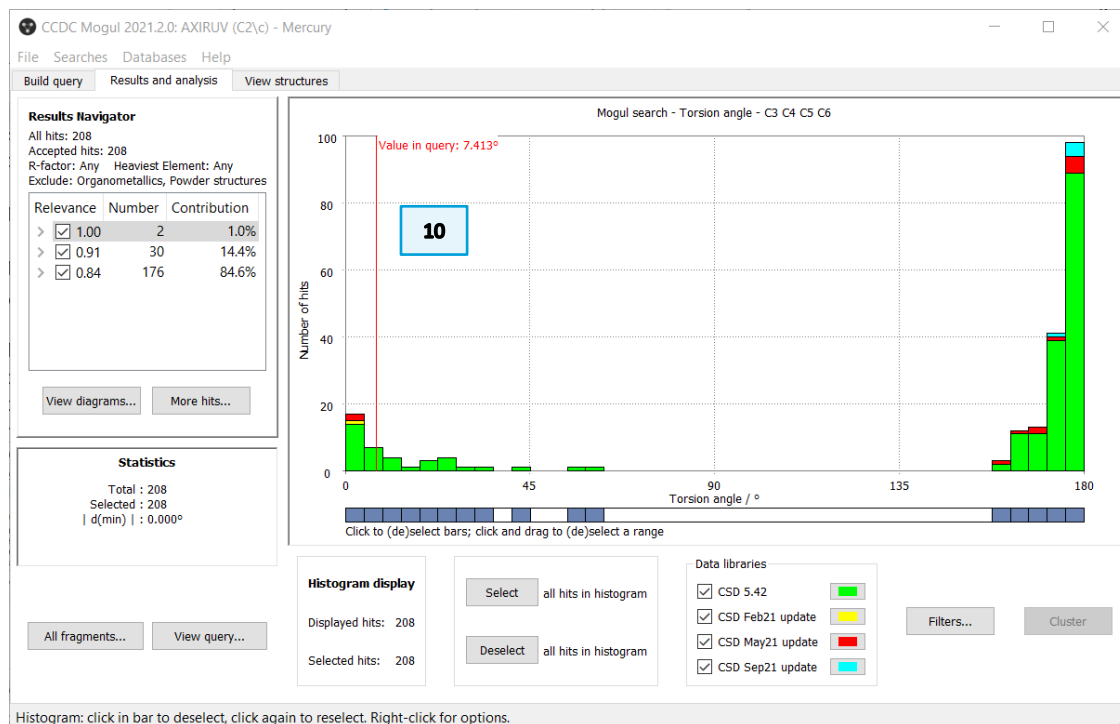 CCDC Mogul 2021.2.0: AXIRUV (C2\c) - Mercury
File Searches Databases Help
Build query Results and analysis View structures
Results Navigator
All hits: 208
Accepted hits: 208
R-factor: Any Heaviest Element: Any
Exclude: Organometallics, Powder structures
Relevance Number Contribution
1.00 2 1.0%
0.91 30 14.4%
0.84 176 84.6%
View diagrams... More hits...
Statistics
Total : 208
Selected : 208
| d(min) | : 0.000º
All fragments... View query...
Mogul search - Torsion angle - C3 C4 C5 C6
Value in query: 7.413º
10
Number of hits
100
80
60
40
20
0
0 45 90 135 180
Torsion angle / º
Click to (de)select bars; click and drag to (de)select a range
Histogram display
Displayed hits: 208
Selected hits: 208
Select all hits in histogram
Deselect all hits in histogram
Data libraries
CSD 5.42
CSD Feb21 update
CSD May21 update
CSD Sep21 update
Filters... Cluster
Histogram: click in bar to deselect, click again to reselect. Right-click for options.